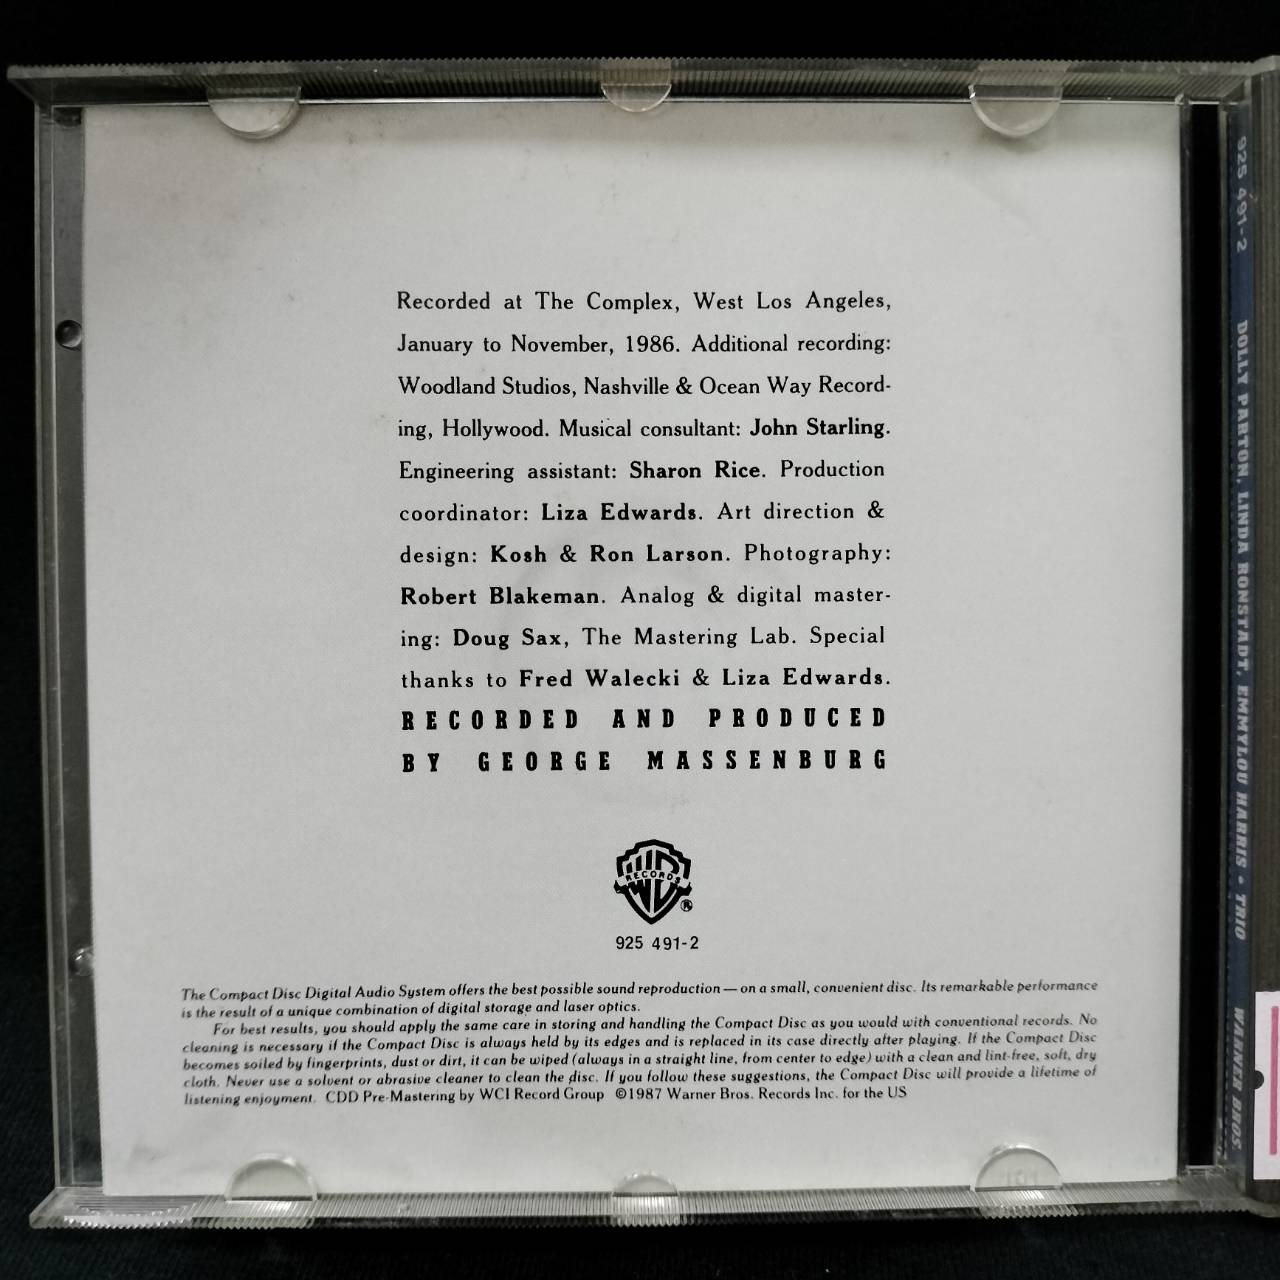 Recorded at The Complex, West Los Angeles,
January to November, 1986. Additional recording:
Woodland Studios, Nashville & Ocean Way Record-
ing, Hollywood. Musical consultant: John Starling.
Engineering assistant: Sharon Rice. Production
coordinator: Liza Edwards. Art direction &
design: Kosh & Ron Larson. Photography:
Robert Blakeman. Analog & digital master-
ing: Doug Sax, The Mastering Lab. Special
thanks to Fred Walecki & Liza Edwards.
RECORDED AND PRODUCED
BY GEORGE MASSENBURG
RECORDS
®
925 491-2
The Compact Disc Digital Audio System offers the best possible sound reproduction — on a small, convenient disc. Its remarkable performance
is the result of a unique combination of digital storage and laser optics.
For best results, you should apply the same care in storing and handling the Compact Disc as you would with conventional records. No
cleaning is necessary if the Compact Disc is always held by its edges and is replaced in its case directly after playing. If the Compact Disc
becomes soiled by fingerprints, dust or dirt, it can be wiped (always in a straight line, from center to edge) with a clean and lint-free, soft, dry
cloth. Never use a solvent or abrasive cleaner to clean the disc. If you follow these suggestions, the Compact Disc will provide a lifetime of
listening enjoyment. CDD Pre-Mastering by WCI Record Group ©1987 Warner Bros. Records Inc. for the US
925 491-2 DOLLY PARTON, LINDA RONSTADT, EMMYLOU HARRIS • TRIO WARNER BROS.